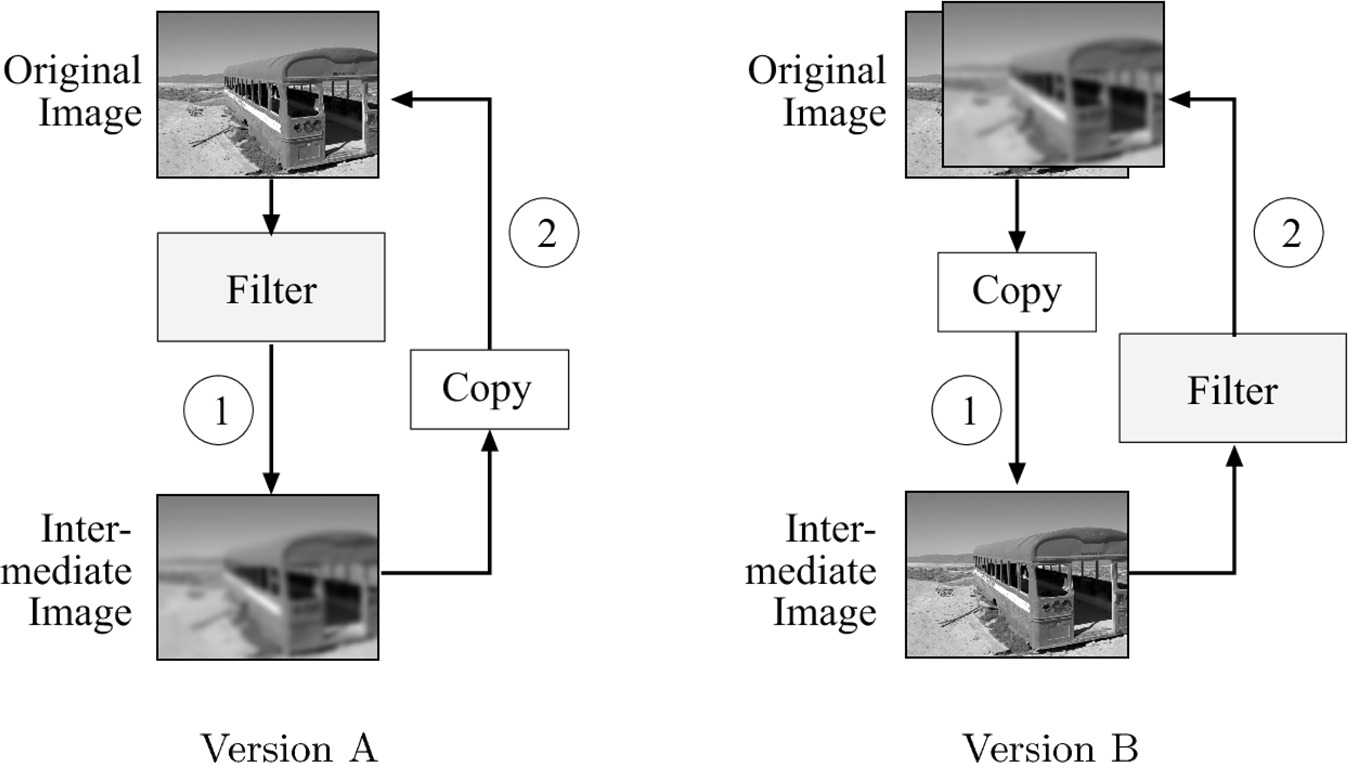 Original
Image
Filter
1
2
Copy
Inter-
mediate
Image
Version A
Original
Image
Copy
1
2
Filter
Inter-
mediate
Image
Version B